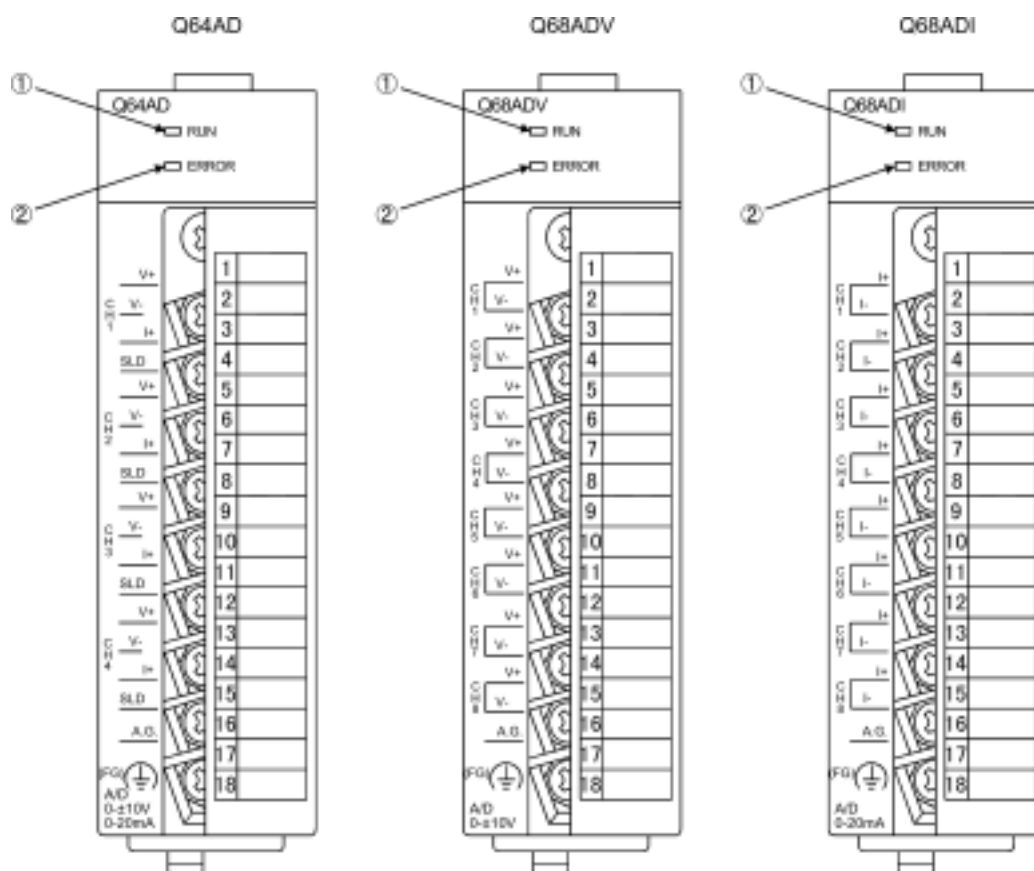 Q64AD
Q68ADV
Q68ADI
①
Q64AD
RUN
ERROR
②
V+
CH1
V-
I+
SLD
V+
CH2
V-
I+
SLD
V+
CH3
V-
I+
SLD
V+
CH4
V-
I+
SLD
A.G.
(FG)
A/D
0-±10V
0-20mA
1
2
3
4
5
6
7
8
9
10
11
12
13
14
15
16
17
18
①
Q68ADV
RUN
ERROR
②
V+
CH1
V-
V+
CH2
V-
V+
CH3
V-
V+
CH4
V-
V+
CH5
V-
V+
CH6
V-
V+
CH7
V-
V+
CH8
V-
A.G.
(FG)
A/D
0-±10V
1
2
3
4
5
6
7
8
9
10
11
12
13
14
15
16
17
18
①
Q68ADI
RUN
ERROR
②
I+
CH1
I-
I+
CH2
I-
I+
CH3
I-
I+
CH4
I-
I+
CH5
I-
I+
CH6
I-
I+
CH7
I-
I+
CH8
I-
A.G.
(FG)
A/D
0-20mA
1
2
3
4
5
6
7
8
9
10
11
12
13
14
15
16
17
18